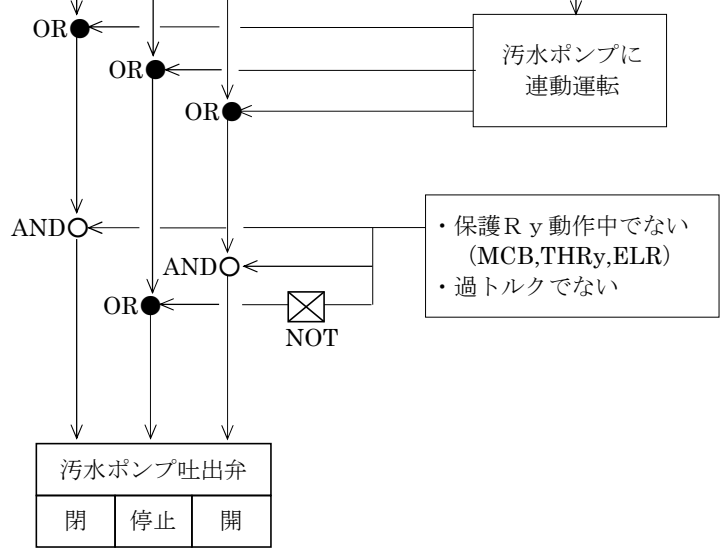 OR
汚水ポンプに
連動運転
OR
OR
AND
・保護Ｒｙ動作中でない
(MCB,THRy,ELR)
・過トルクでない
AND
OR
NOT
汚水ポンプ吐出弁
閉 停止 開